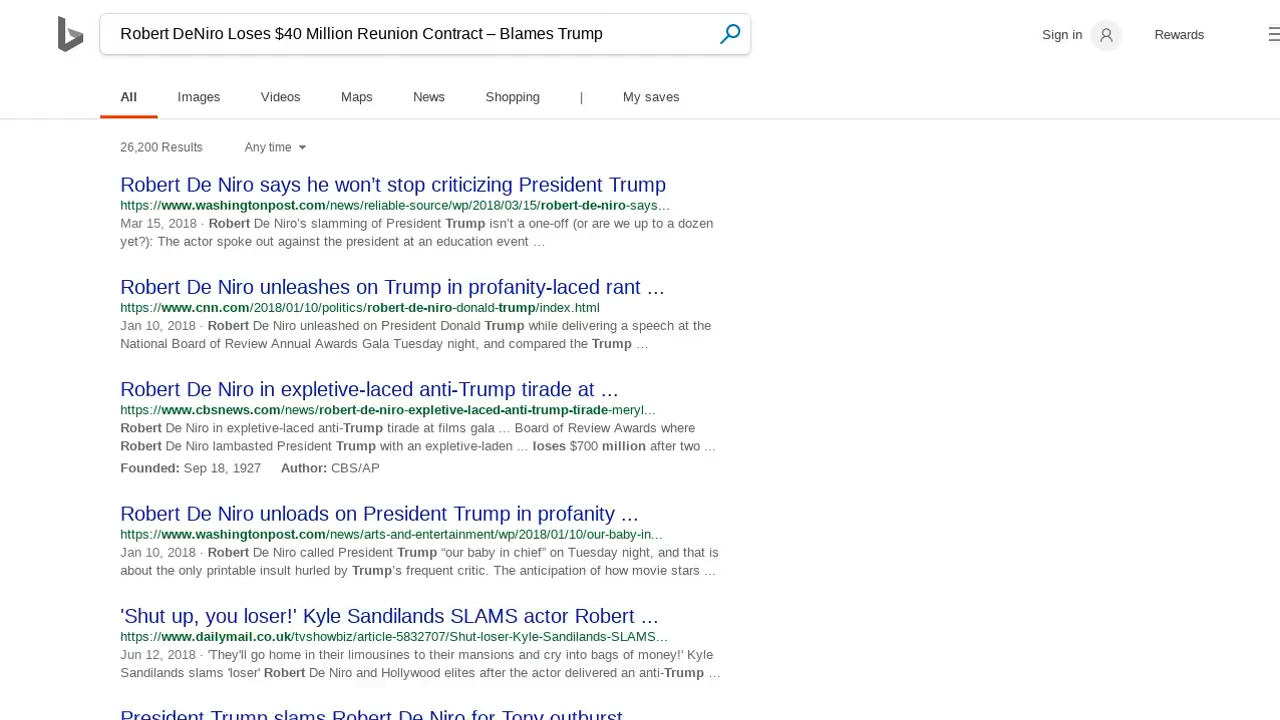 Robert DeNiro Loses $40 Million Reunion Contract – Blames Trump
Sign in
Rewards
All Images Videos Maps News Shopping | My saves
26,200 Results Any time
Robert De Niro says he won’t stop criticizing President Trump
https://www.washingtonpost.com/news/reliable-source/wp/2018/03/15/robert-de-niro-says...
Mar 15, 2018 · Robert De Niro’s slamming of President Trump isn’t a one-off (or are we up to a dozen
yet?): The actor spoke out against the president at an education event ...
Robert De Niro unleashes on Trump in profanity-laced rant ...
https://www.cnn.com/2018/01/10/politics/robert-de-niro-donald-trump/index.html
Jan 10, 2018 · Robert De Niro unleashed on President Donald Trump while delivering a speech at the
National Board of Review Annual Awards Gala Tuesday night, and compared the Trump ...
Robert De Niro in expletive-laced anti-Trump tirade at ...
https://www.cbsnews.com/news/robert-de-niro-expletive-laced-anti-trump-tirade-meryl...
Robert De Niro in expletive-laced anti-Trump tirade at films gala ... Board of Review Awards where
Robert De Niro lambasted President Trump with an expletive-laden ... loses $700 million after two ...
Founded: Sep 18, 1927 Author: CBS/AP
Robert De Niro unloads on President Trump in profanity ...
https://www.washingtonpost.com/news/arts-and-entertainment/wp/2018/01/10/our-baby-in...
Jan 10, 2018 · Robert De Niro called President Trump “our baby in chief” on Tuesday night, and that is
about the only printable insult hurled by Trump’s frequent critic. The anticipation of how movie stars ...
'Shut up, you loser!' Kyle Sandilands SLAMS actor Robert ...
https://www.dailymail.co.uk/tvshowbiz/article-5832707/Shut-loser-Kyle-Sandilands-SLAMS...
Jun 12, 2018 · 'They'll go home in their limousines to their mansions and cry into bags of money!' Kyle
Sandilands slams 'loser' Robert De Niro and Hollywood elites after the actor delivered an anti-Trump ...
President Trump slams Robert De Niro for Tony outburst